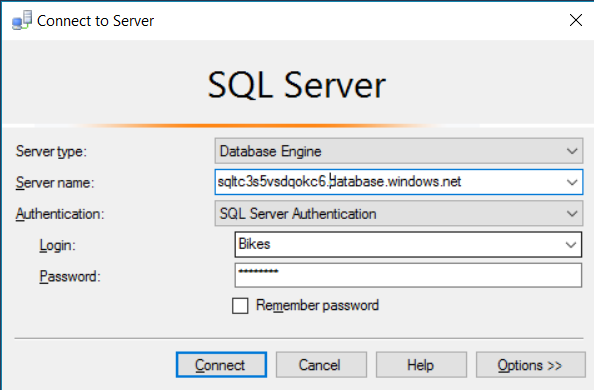 Connect to Server
SQL Server
Server type: Database Engine
Server name: sqltc3s5vsdqokc6.database.windows.net
Authentication: SQL Server Authentication
Login: Bikes
Password: ********
Remember password
Connect Cancel Help Options >>